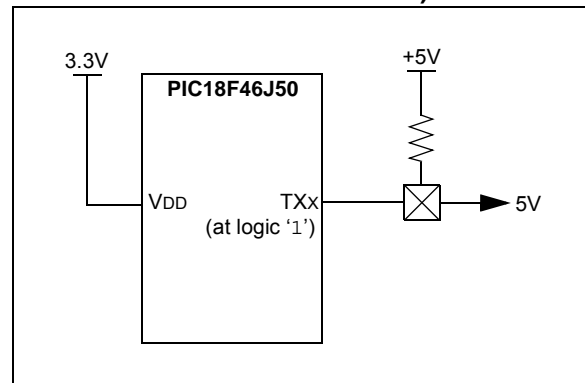 3.3V
+5V
PIC18F46J50
VDD
TXX
5V
(at logic ‘1’)